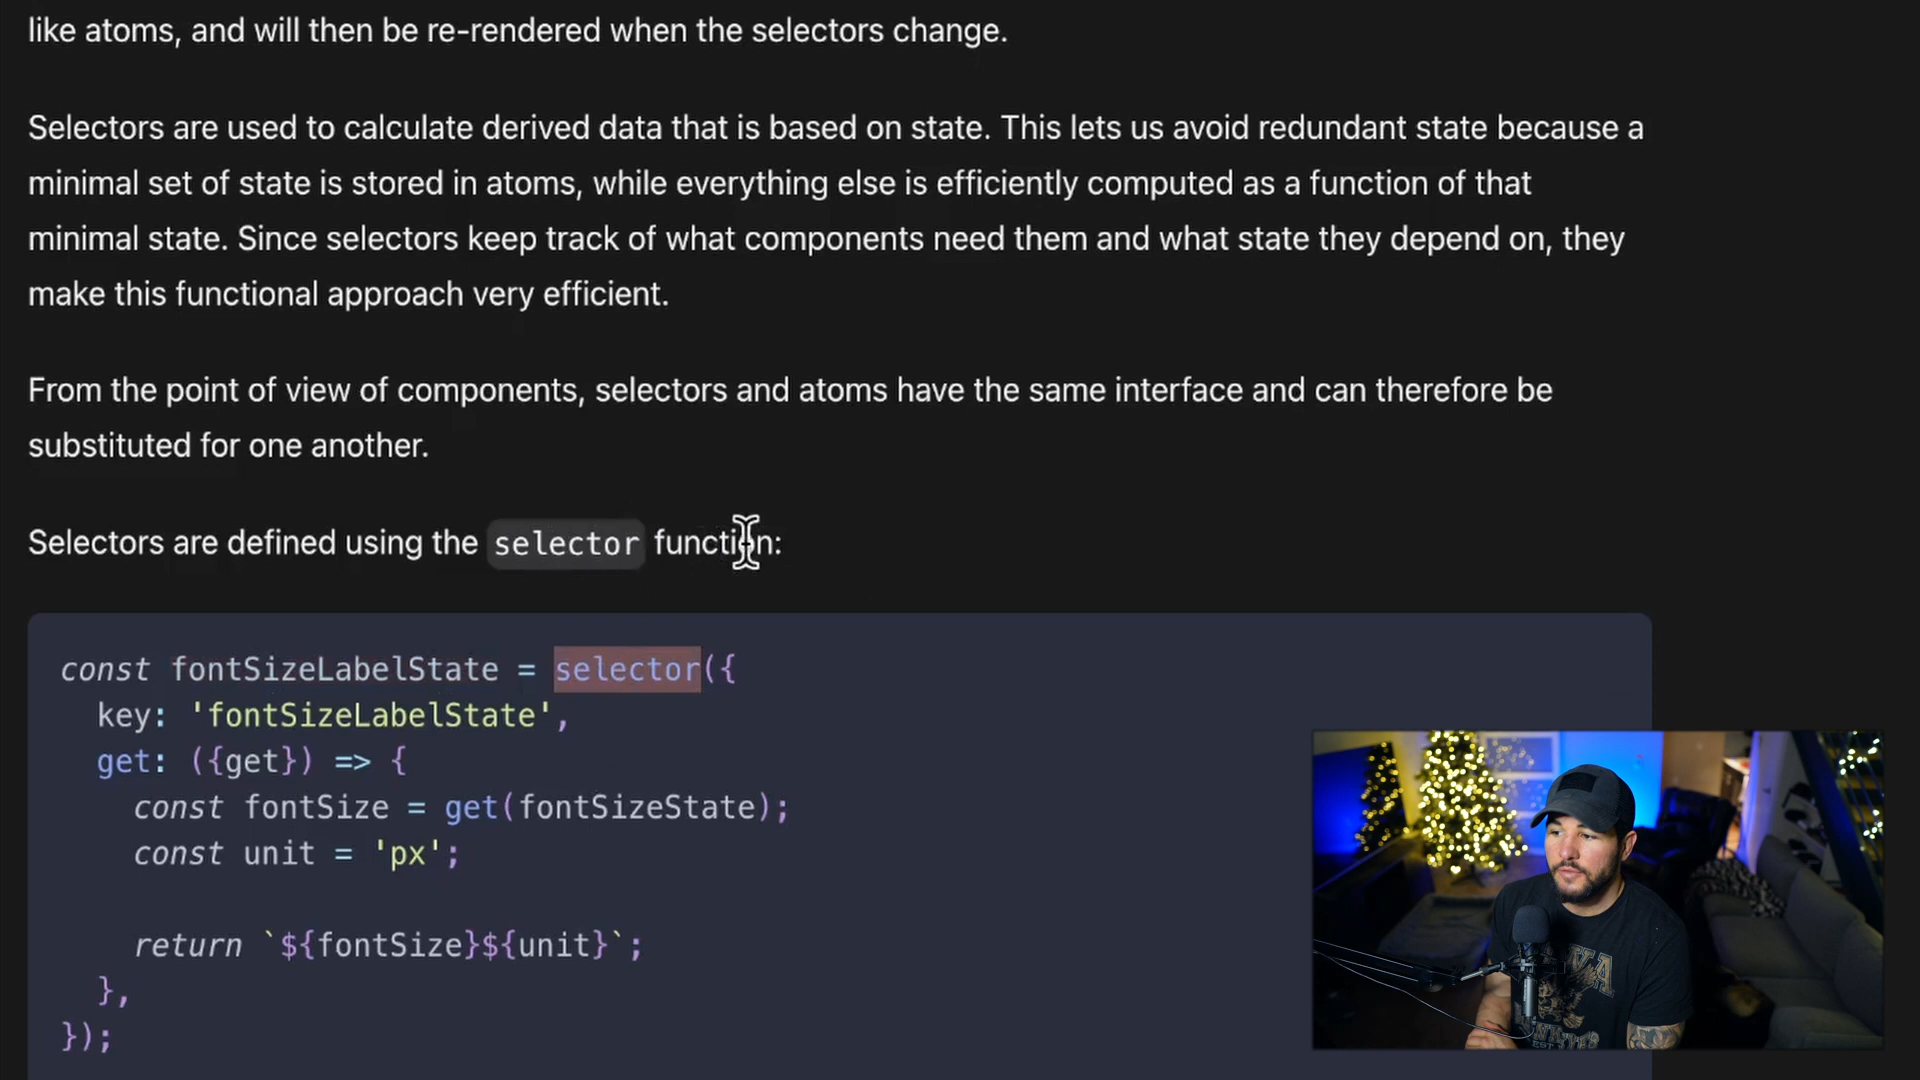 like atoms, and will then be re-rendered when the selectors change.
Selectors are used to calculate derived data that is based on state. This lets us avoid redundant state because a
minimal set of state is stored in atoms, while everything else is efficiently computed as a function of that
minimal state. Since selectors keep track of what components need them and what state they depend on, they
make this functional approach very efficient.
From the point of view of components, selectors and atoms have the same interface and can therefore be
substituted for one another.
Selectors are defined using the selector function:
const fontSizeLabelState = selector({
  key: 'fontSizeLabelState',
  get: ({get}) => {
    const fontSize = get(fontSizeState);
    const unit = 'px';
    return `${fontSize}${unit}`;
  },
});